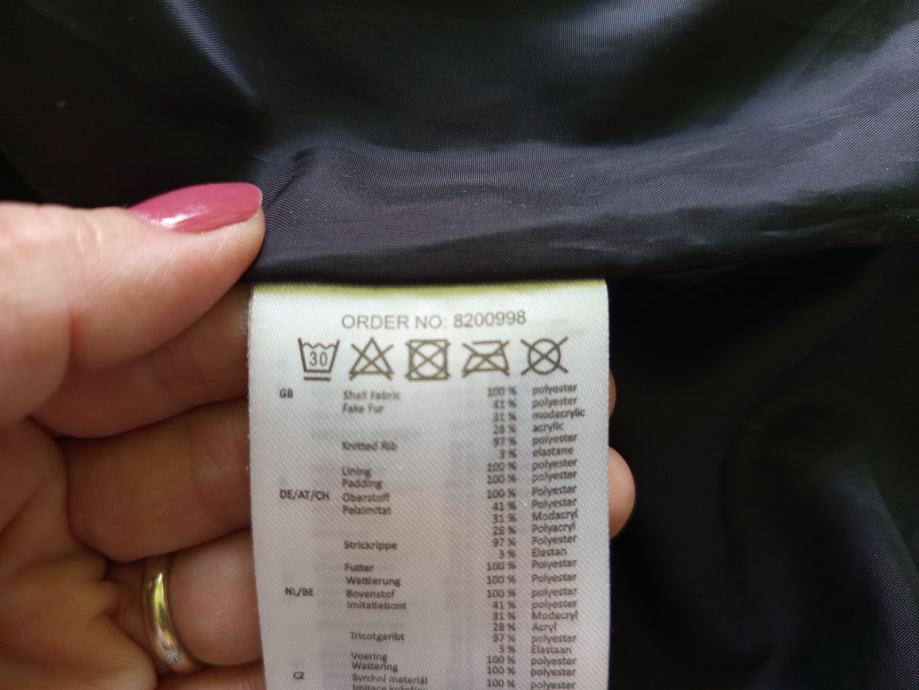 ORDER NO: 8200998
30
GB Shell Fabric 100 % polyester
Fake Fur 41 % polyester
31 % modacrylic
28 % acrylic
Knitted Rib 97 % polyester
3 % elastane
Lining 100 % polyester
Padding 100 % polyester
DE/AT/CH Oberstoff 100 % Polyester
Pelzimitat 41 % Polyester
31 % Modacryl
28 % Polyacryl
Strickrippe 97 % Polyester
3 % Elastan
Futter 100 % Polyester
Wattierung 100 % Polyester
NL/BE Bovenstof 100 % polyester
Imitatiebont 41 % polyester
31 % Modacryl
28 % Acryl
Tricotgeribt 97 % polyester
3 % Elastaan
Voering 100 % polyester
Wattering 100 % polyester
CZ Svrchní materiál 100 % polyester